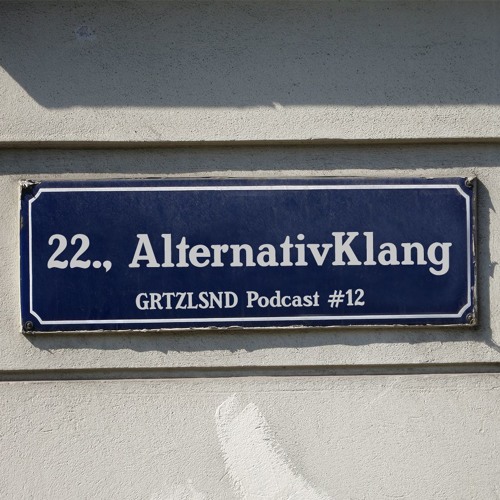 22., AlternativKlang
GRTZLSND Podcast #12